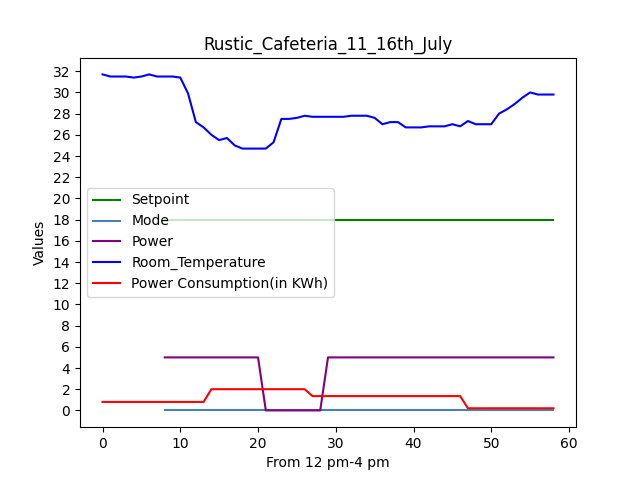 Rustic_Cafeteria_11_16th_July
32
30
28
26
24
22
20
18
16
14
12
10
8
6
4
2
0
Values
Setpoint
Mode
Power
Room_Temperature
Power Consumption(in KWh)
0 10 20 30 40 50 60
From 12 pm-4 pm